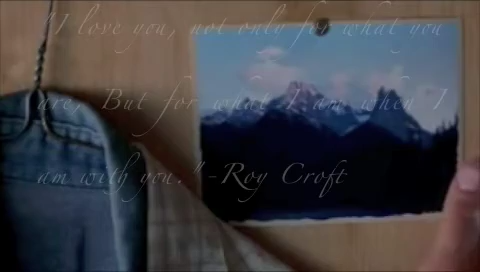 "I love you, not only for what you
are, But for what I am when I
am with you." -Roy Croft